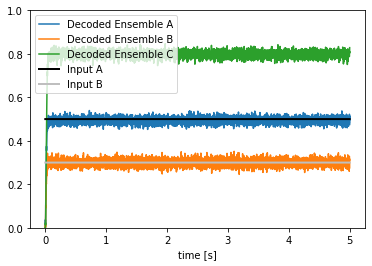 1.0
0.8
0.6
0.4
0.2
0.0
Decoded Ensemble A
Decoded Ensemble B
Decoded Ensemble C
Input A
Input B
0 1 2 3 4 5
time [s]